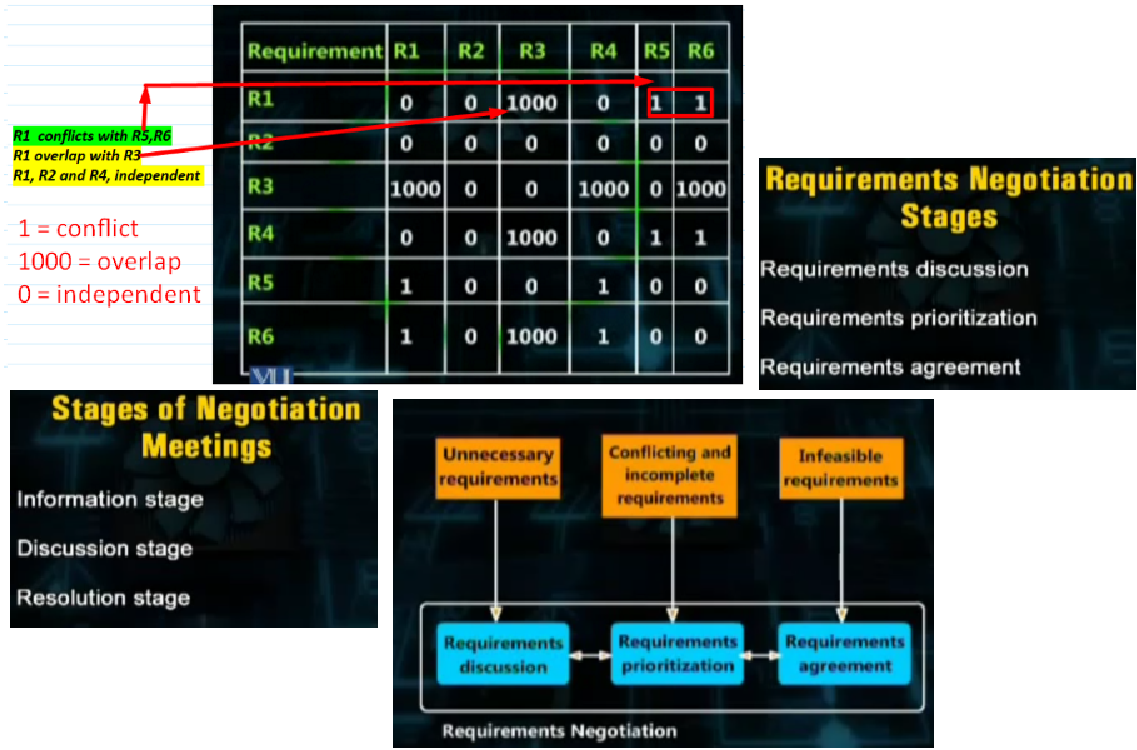 Requirement R1 R2 R3 R4 R5 R6
R1 0 0 1000 0 1 1
R2 0 0 0 0 0 0
R3 1000 0 0 1000 0 1000
R4 0 0 1000 0 1 1
R5 1 0 0 1 0 0
R6 1 0 1000 1 0 0
VU
R1 conflicts with R5,R6
R1 overlap with R3
R1, R2 and R4, independent
1 = conflict
1000 = overlap
0 = independent
Requirements Negotiation
Stages
Requirements discussion
Requirements prioritization
Requirements agreement
Stages of Negotiation
Meetings
Information stage
Discussion stage
Resolution stage
Unnecessary
requirements
Conflicting and
incomplete
requirements
Infeasible
requirements
Requirements
discussion
Requirements
prioritization
Requirements
agreement
Requirements Negotiation